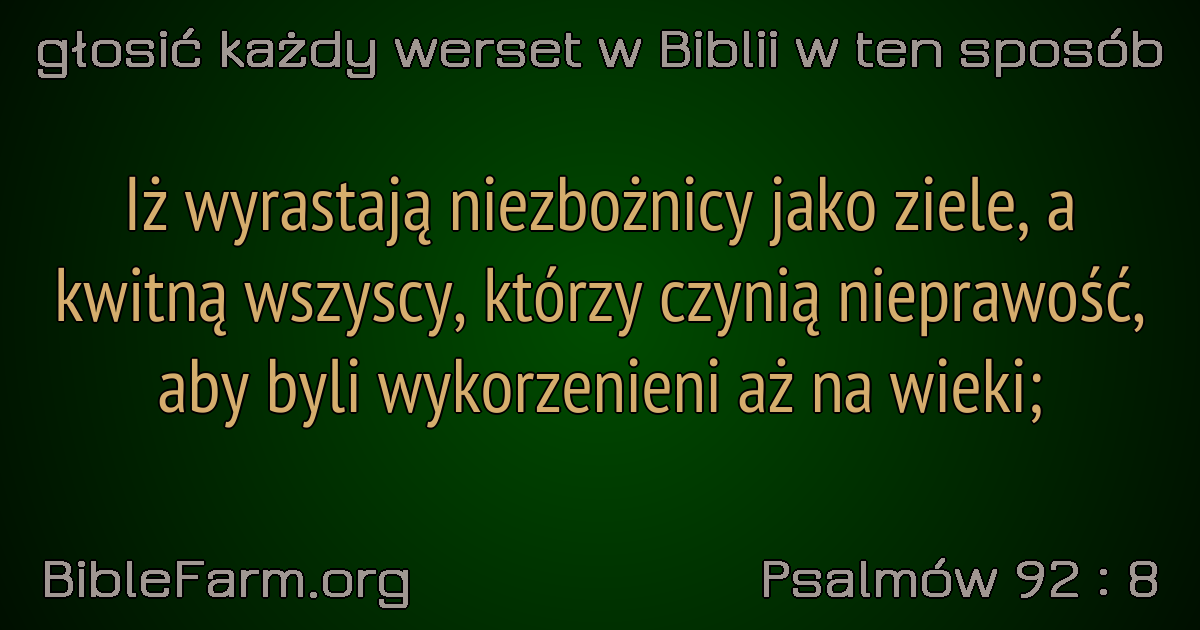 głosić każdy werset w Biblii w ten sposób
Iż wyrastają niezbożnicy jako ziele, a
kwitną wszyscy, którzy czynią nieprawość,
aby byli wykorzenieni aż na wieki;
BibleFarm.org
Psalmów 92 : 8